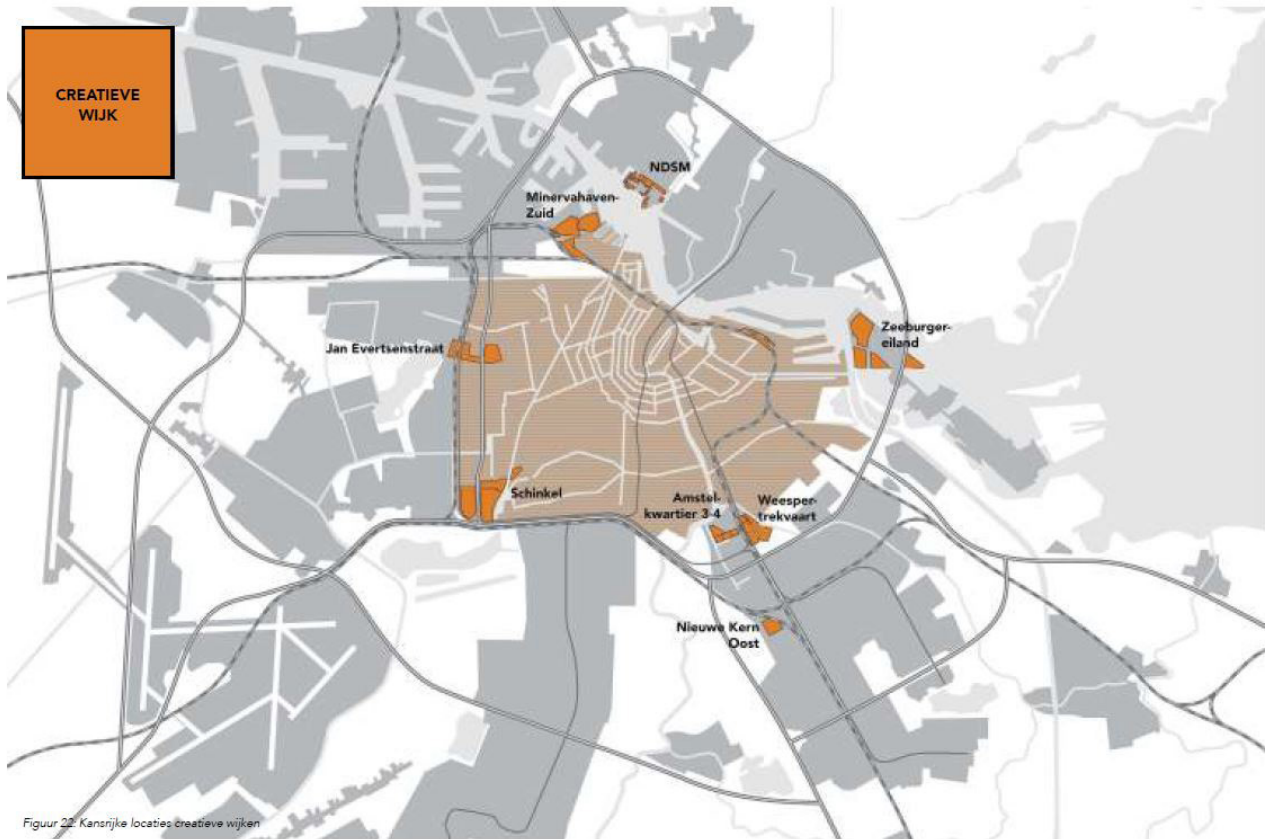 CREATIEVE
WIJK
NDSM
Minervahaven-
Zuid
Zeeburger-
eiland
Jan Evertsenstraat
Schinkel
Amstel-
kwartier 3-4
Weesper-
trekvaart
Nieuwe Kern
Oost
Figuur 22: Kansrijke locaties creatieve wijken